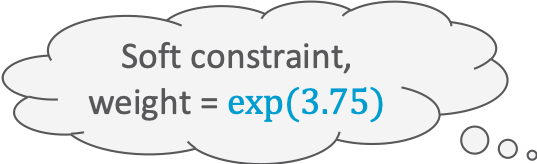 Soft constraint,
weight = exp(3.75)